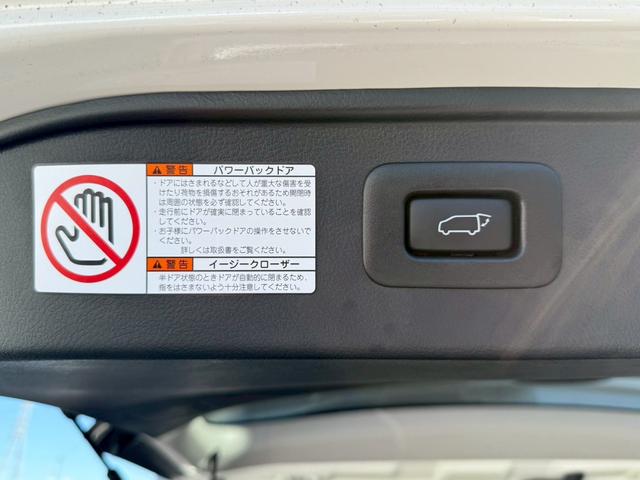 警告 パワーバックドア
・ドアにはさまれるなどして人が重大な傷害を受
けたり荷物を損傷するおそれがあるため開閉時
は周囲の状態を必ず確認してください。
・走行前にドアが確実に閉まっていることを確認
してください。
・お子様にパワーバックドアの操作をさせないで
ください。
詳しくは取扱書をご覧ください。
警告 イージークローザー
半ドア状態のときドアが自動的に閉まるため、
指をはさまないよう十分注意してください。